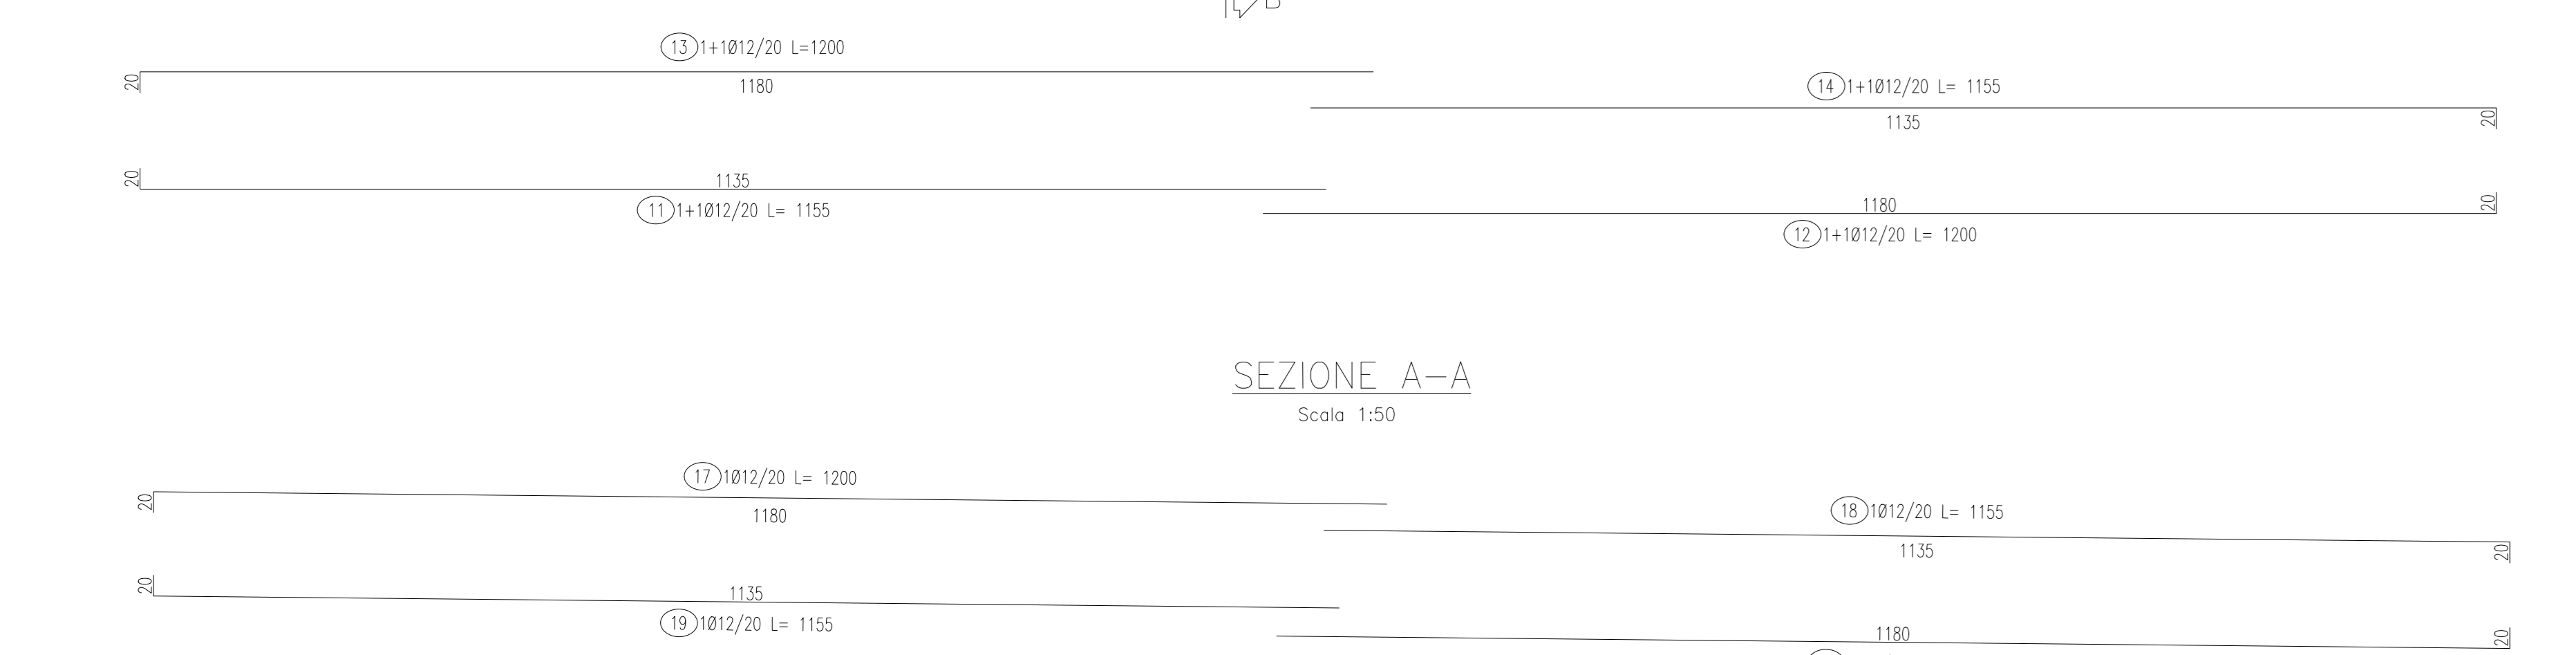 B
13 1+1Ø12/20 L=1200
20
1180
14 1+1Ø12/20 L= 1155
1135
20
20
1135
11 1+1Ø12/20 L= 1155
1180
20
12 1+1Ø12/20 L= 1200
SEZIONE A-A
Scala 1:50
17 1Ø12/20 L= 1200
20
1180
18 1Ø12/20 L= 1155
1135
20
20
1135
19 1Ø12/20 L= 1155
1180
20